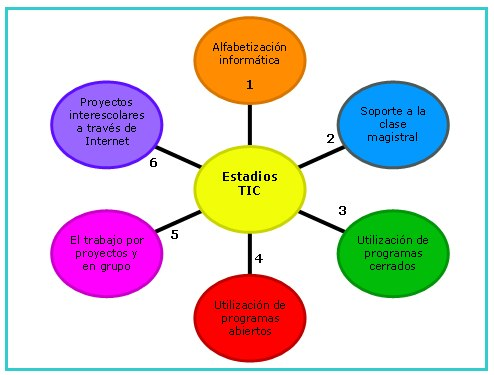 Alfabetización
informática
1
Soporte a la
clase
magistral
2
Utilización de
programas
cerrados
3
Utilización de
programas
abiertos
4
El trabajo por
proyectos y
en grupo
5
Proyectos
interescolares
a través de
Internet
6
Estadios
TIC